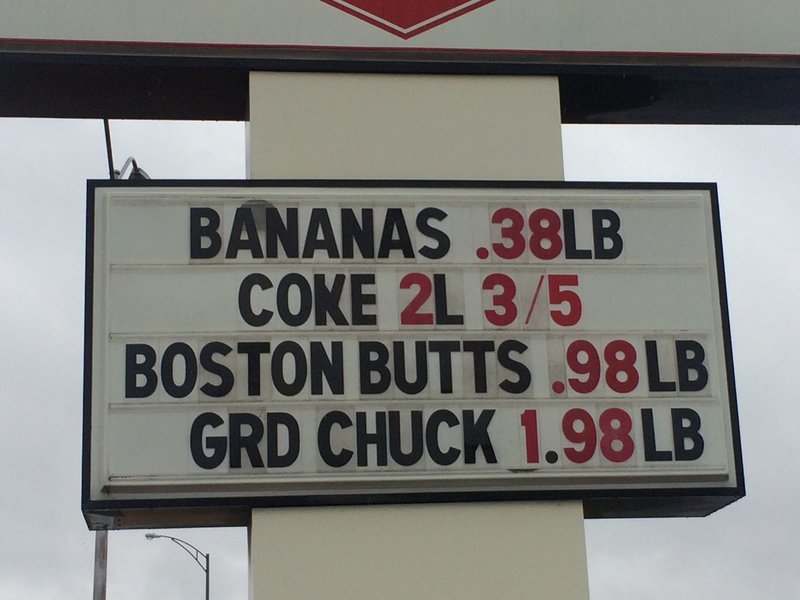 BANANAS .38LB
COKE 2L 3/5
BOSTON BUTTS .98LB
GRD CHUCK 1.98LB